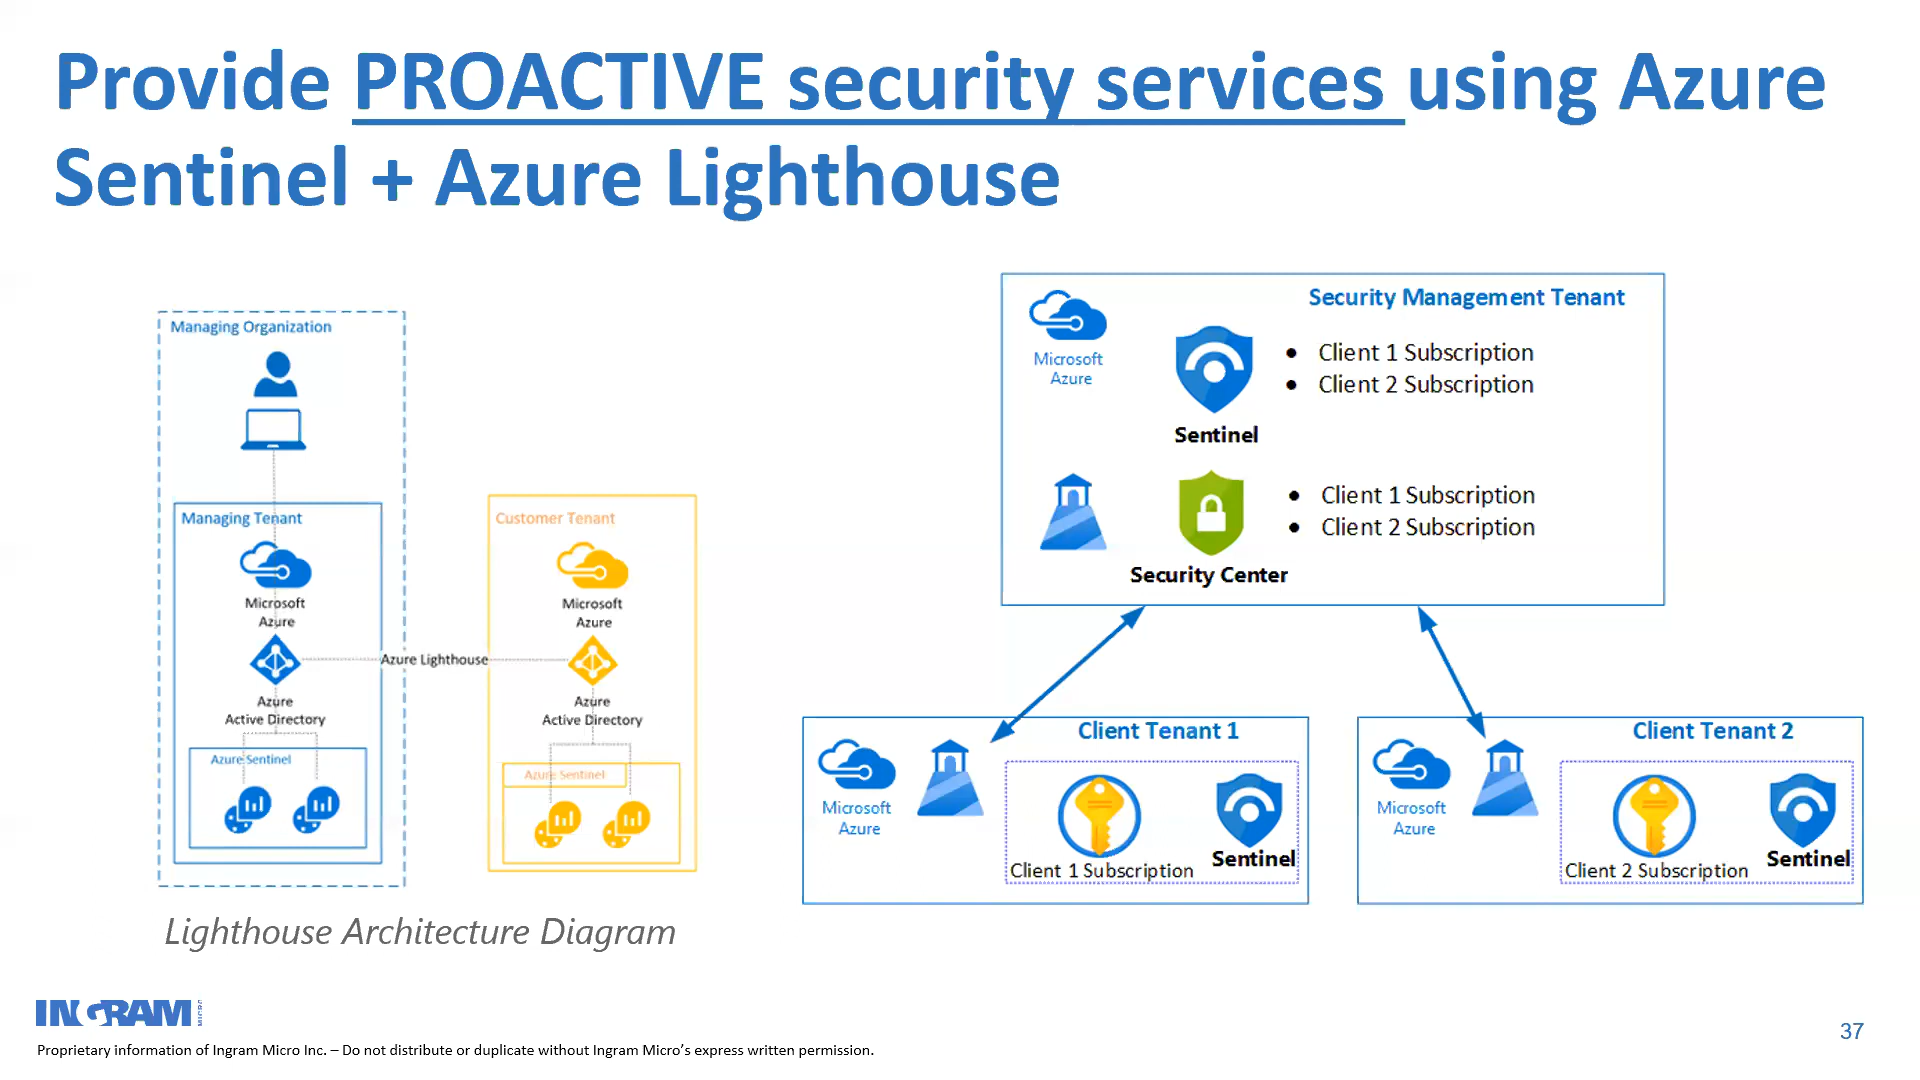 Provide PROACTIVE security services using Azure
Sentinel + Azure Lighthouse
Managing Organization
Managing Tenant
Microsoft
Azure
Azure
Active Directory
Azure Sentinel
Azure Lighthouse
Customer Tenant
Microsoft
Azure
Azure
Active Directory
Azure Sentinel
Lighthouse Architecture Diagram
Security Management Tenant
Microsoft
Azure
Sentinel
• Client 1 Subscription
• Client 2 Subscription
Security Center
• Client 1 Subscription
• Client 2 Subscription
Client Tenant 1
Microsoft
Azure
Client 1 Subscription
Sentinel
Client Tenant 2
Microsoft
Azure
Client 2 Subscription
Sentinel
INGRAM MICRO
Proprietary information of Ingram Micro Inc. – Do not distribute or duplicate without Ingram Micro’s express written permission.
37